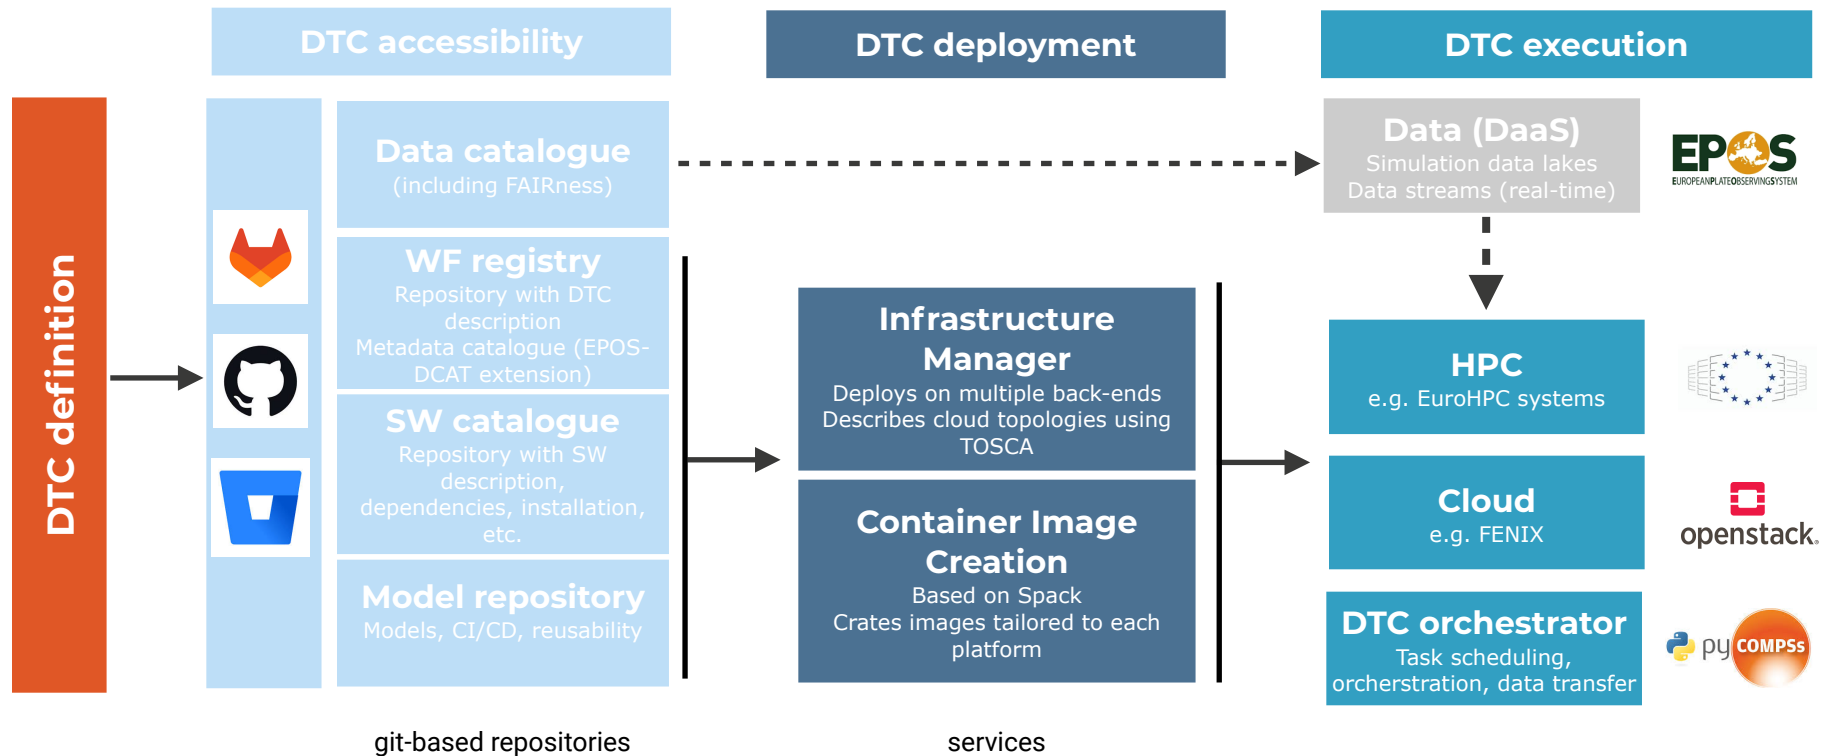 DTC accessibility
DTC deployment
DTC execution
DTC definition
Data catalogue
(including FAIRness)
WF registry
Repository with DTC
description
Metadata catalogue (EPOS-
DCAT extension)
SW catalogue
Repository with SW
description,
dependencies, installation,
etc.
Model repository
Models, CI/CD, reusability
git-based repositories
Infrastructure
Manager
Deploys on multiple back-ends
Describes cloud topologies using
TOSCA
Container Image
Creation
Based on Spack
Crates images tailored to each
platform
services
Data (DaaS)
Simulation data lakes
Data streams (real-time)
EPOS
EUROPEANPLATEOBSERVINGSYSTEM
HPC
e.g. EuroHPC systems
Cloud
e.g. FENIX
openstack.
DTC orchestrator
Task scheduling,
orcherstration, data transfer
py COMPSs